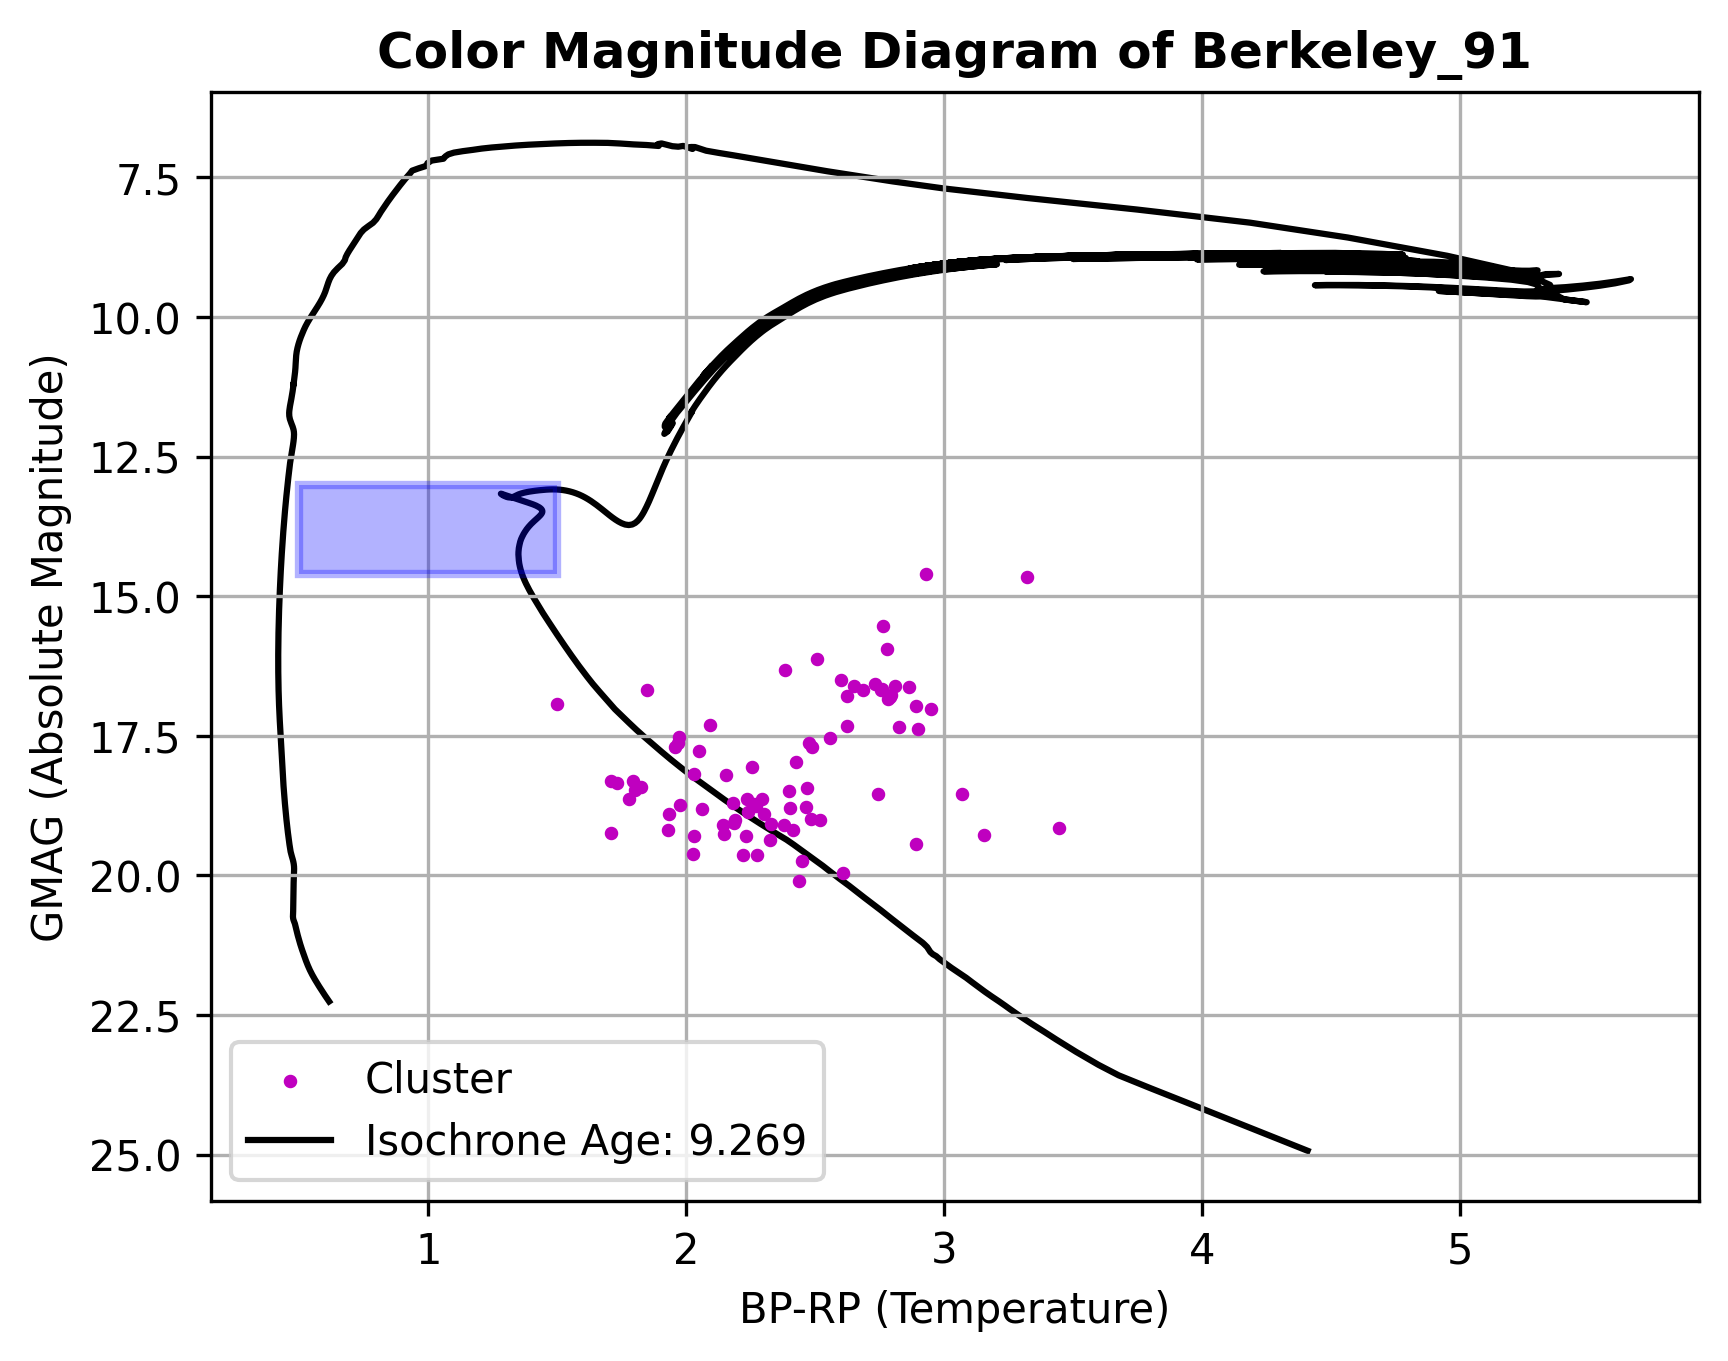 Color Magnitude Diagram of Berkeley_91
GMAG (Absolute Magnitude)
7.5
10.0
12.5
15.0
17.5
20.0
22.5
25.0
Cluster
Isochrone Age: 9.269
1 2 3 4 5
BP-RP (Temperature)